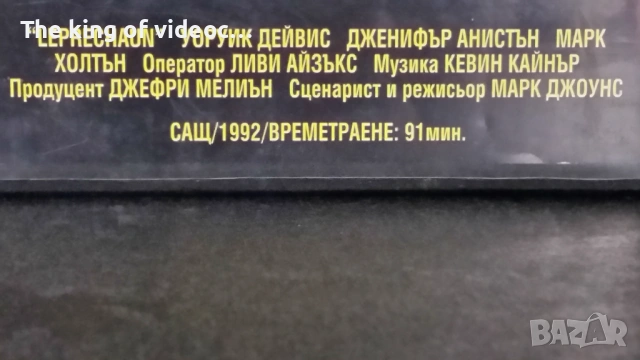 The king of videoc...
"LEPRECHAUN" УОРУИК ДЕЙВИС ДЖЕНИФЪР АНИСТЪН МАРК
ХОЛТЪН Оператор ЛИВИ АЙЗЪКС Музика КЕВИН КАЙНЪР
Продуцент ДЖЕФРИ МЕЛИЪН Сценарист и режисьор МАРК ДЖОУНС
САЩ/1992/ВРЕМЕТРАЕНЕ: 91мин.
BAZAR